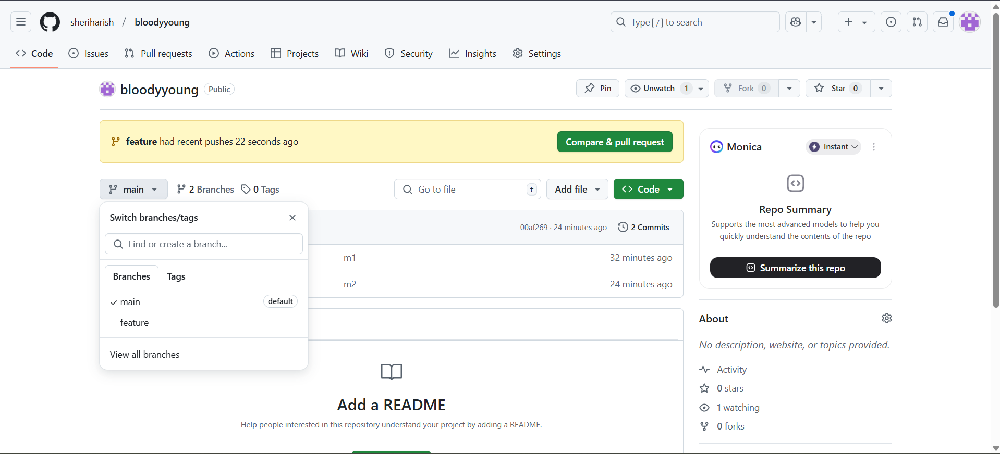 sheriharish / bloodyyoung
Type / to search
Code
Issues
Pull requests
Actions
Projects
Wiki
Security
Insights
Settings
bloodyyoung Public
Pin
Unwatch 1
Fork 0
Star 0
feature had recent pushes 22 seconds ago
Compare & pull request
main
2 Branches
0 Tags
Go to file
t
Add file
Code
Switch branches/tags
Find or create a branch...
Branches
Tags
main default
feature
View all branches
00af269 · 24 minutes ago
2 Commits
m1 32 minutes ago
m2 24 minutes ago
Add a README
Help people interested in this repository understand your project by adding a README.
Monica
Instant
Repo Summary
Supports the most advanced models to help you
quickly understand the contents of the repo
Summarize this repo
About
No description, website, or topics provided.
Activity
0 stars
1 watching
0 forks